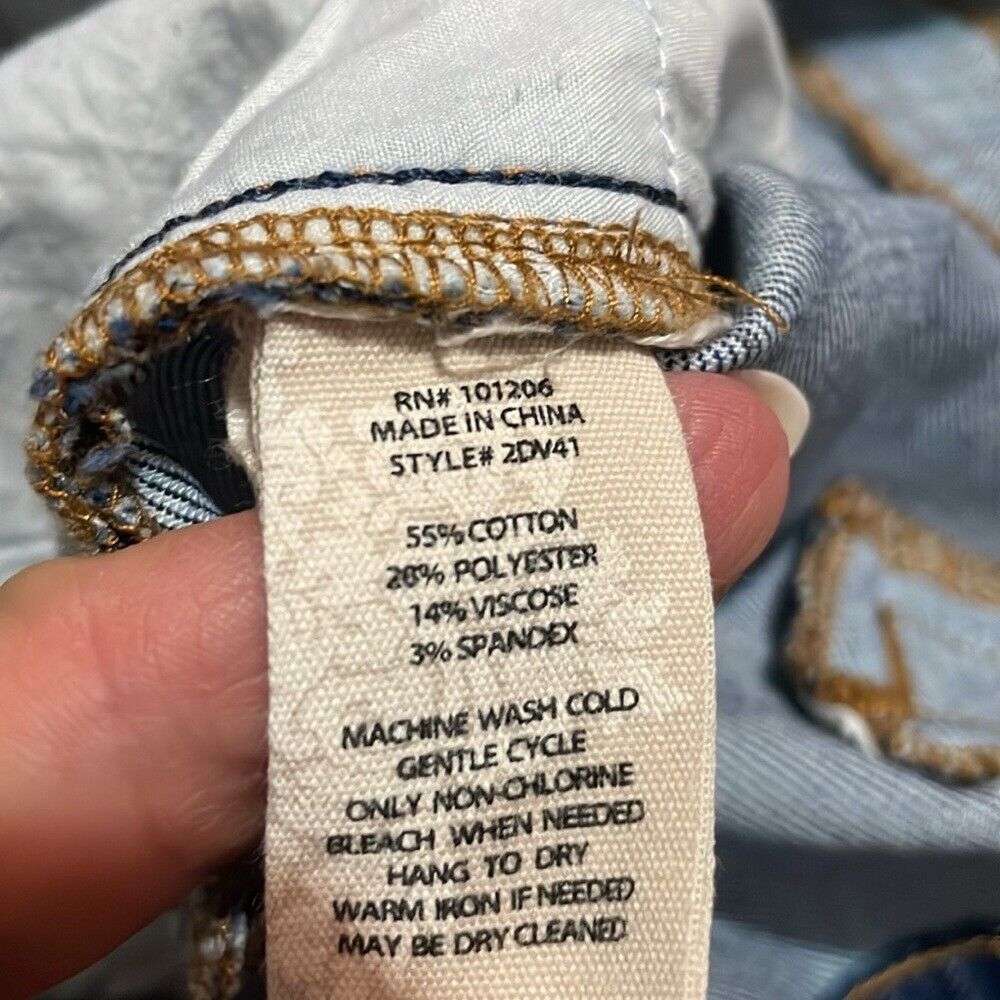 RN# 101206
MADE IN CHINA
STYLE# 2DV41
55% COTTON
28% POLYESTER
14% VISCOSE
3% SPANDEX
MACHINE WASH COLD
GENTLE CYCLE
ONLY NON-CHLORINE
BLEACH WHEN NEEDED
HANG TO DRY
WARM IRON IF NEEDED
MAY BE DRY CLEANED